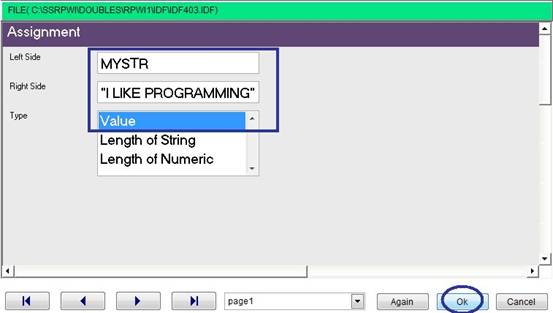 FILE( C:\SSRPWI\DOUBLES\RPWI1\IDF\IDF403.IDF)
Assignment
Left Side
MYSTR
Right Side
"I LIKE PROGRAMMING"
Type
Value
Length of String
Length of Numeric
page1
Again
Ok
Cancel